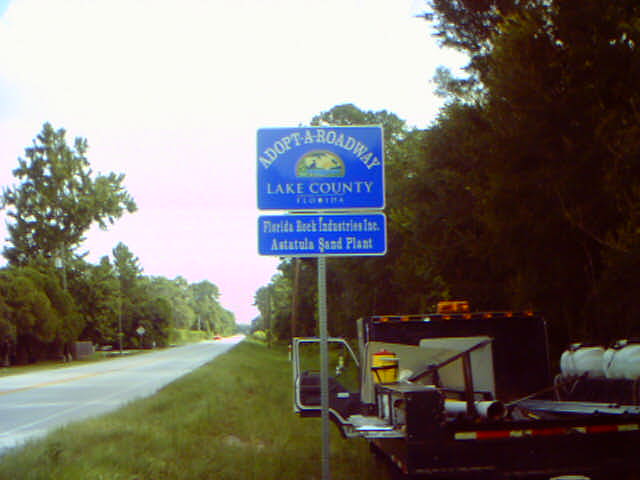 ADOPT-A-ROADWAY
LAKE COUNTY
FLORIDA
Florida Rock Industries Inc.
Astatula Sand Plant